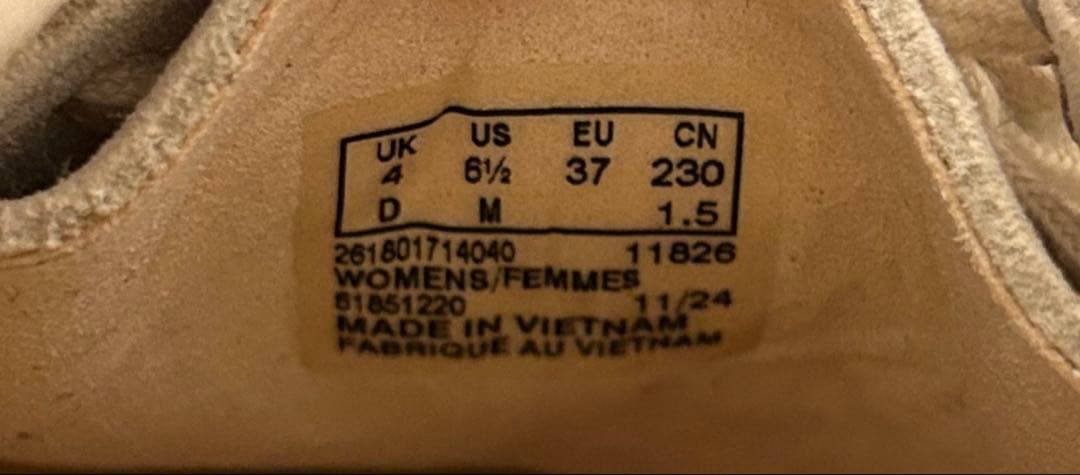 UK US EU CN
4 6½ 37 230
D M 1.5
261801714040 11826
WOMENS/FEMMES
61851220 11/24
MADE IN VIETNAM
FABRIQUE AU VIETNAM